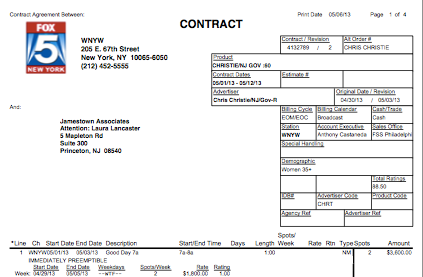 Contract Agreement Between:
Print Date 05/06/13 Page 1 of 4
CONTRACT
FOX
5
NEW YORK
WNYW
205 E. 67th Street
New York, NY 10065-6050
(212) 452-5555
Contract / Revision Alt Order #
4132789 / 2 CHRIS CHRISTIE
Product
CHRISTIE/NJ GOV :60
Contract Dates Estimate #
05/01/13 - 05/12/13
Advertiser Original Date / Revision
Chris Christie/NJ/Gov-R 04/30/13 / 05/03/13
And:
Jamestown Associates
Attention: Laura Lancaster
5 Mapleton Rd
Suite 300
Princeton, NJ 08540
Billing Cycle Billing Calendar Cash/Trade
EOM/EOC Broadcast Cash
Station Account Executive Sales Office
WNYW Anthony Castaneda FSS Philadelphi
Special Handling
Demographic
Women 35+
Total Ratings
88.50
IDB# Advertiser Code Product Code
CHRT
Agency Ref Advertiser Ref
Spots/
*Line Ch Start Date End Date Description Start/End Time Days Length Week Rate Rtn Type Spots Amount
1 WNYW 05/01/13 05/03/13 Good Day 7a 7a-8a 1:00 NM 2 $3,600.00
IMMEDIATELY PREEMPTIBLE
Start Date End Date Weekdays Spots/Week Rate Rating
Week: 04/29/13 05/05/13 --WTF-- 2 $1,800.00 1.00